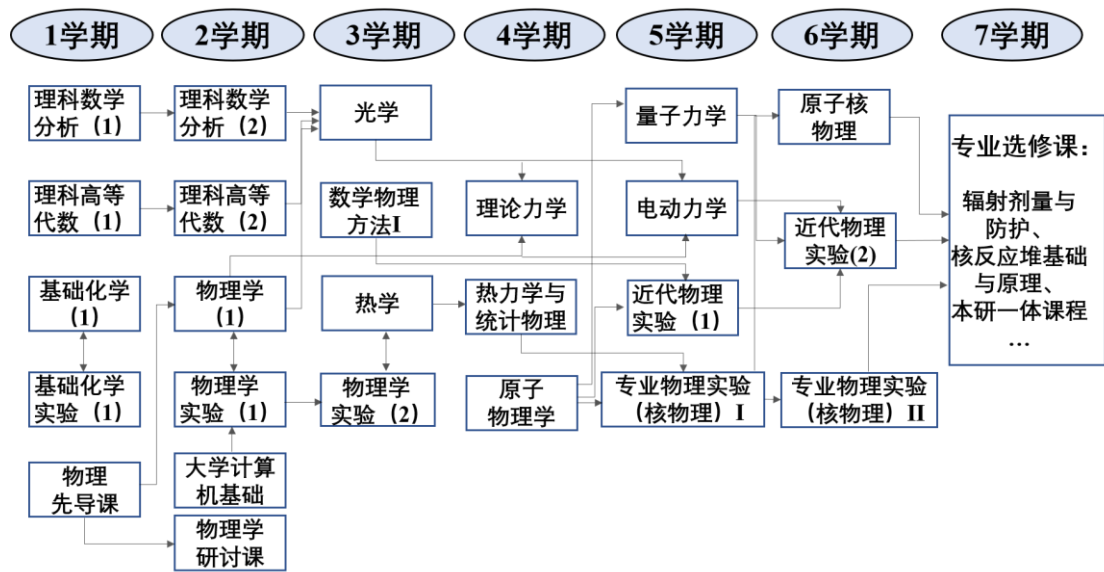 1学期
2学期
3学期
4学期
5学期
6学期
7学期
理科数学
分析（1）
理科数学
分析（2）
光学
量子力学
原子核
物理
理科高等
代数（1）
理科高等
代数（2）
数学物理
方法I
理论力学
电动力学
近代物理
实验(2)
基础化学
（1）
物理学
（1）
热学
热力学与
统计物理
近代物理
实验（1）
基础化学
实验（1）
物理学
实验（1）
物理学
实验（2）
原子
物理学
专业物理实验
（核物理）I
专业物理实验
（核物理）II
物理
先导课
大学计算
机基础
物理学
研讨课
专业选修课：
辐射剂量与
防护、
核反应堆基础
与原理、
本研一体课程
…